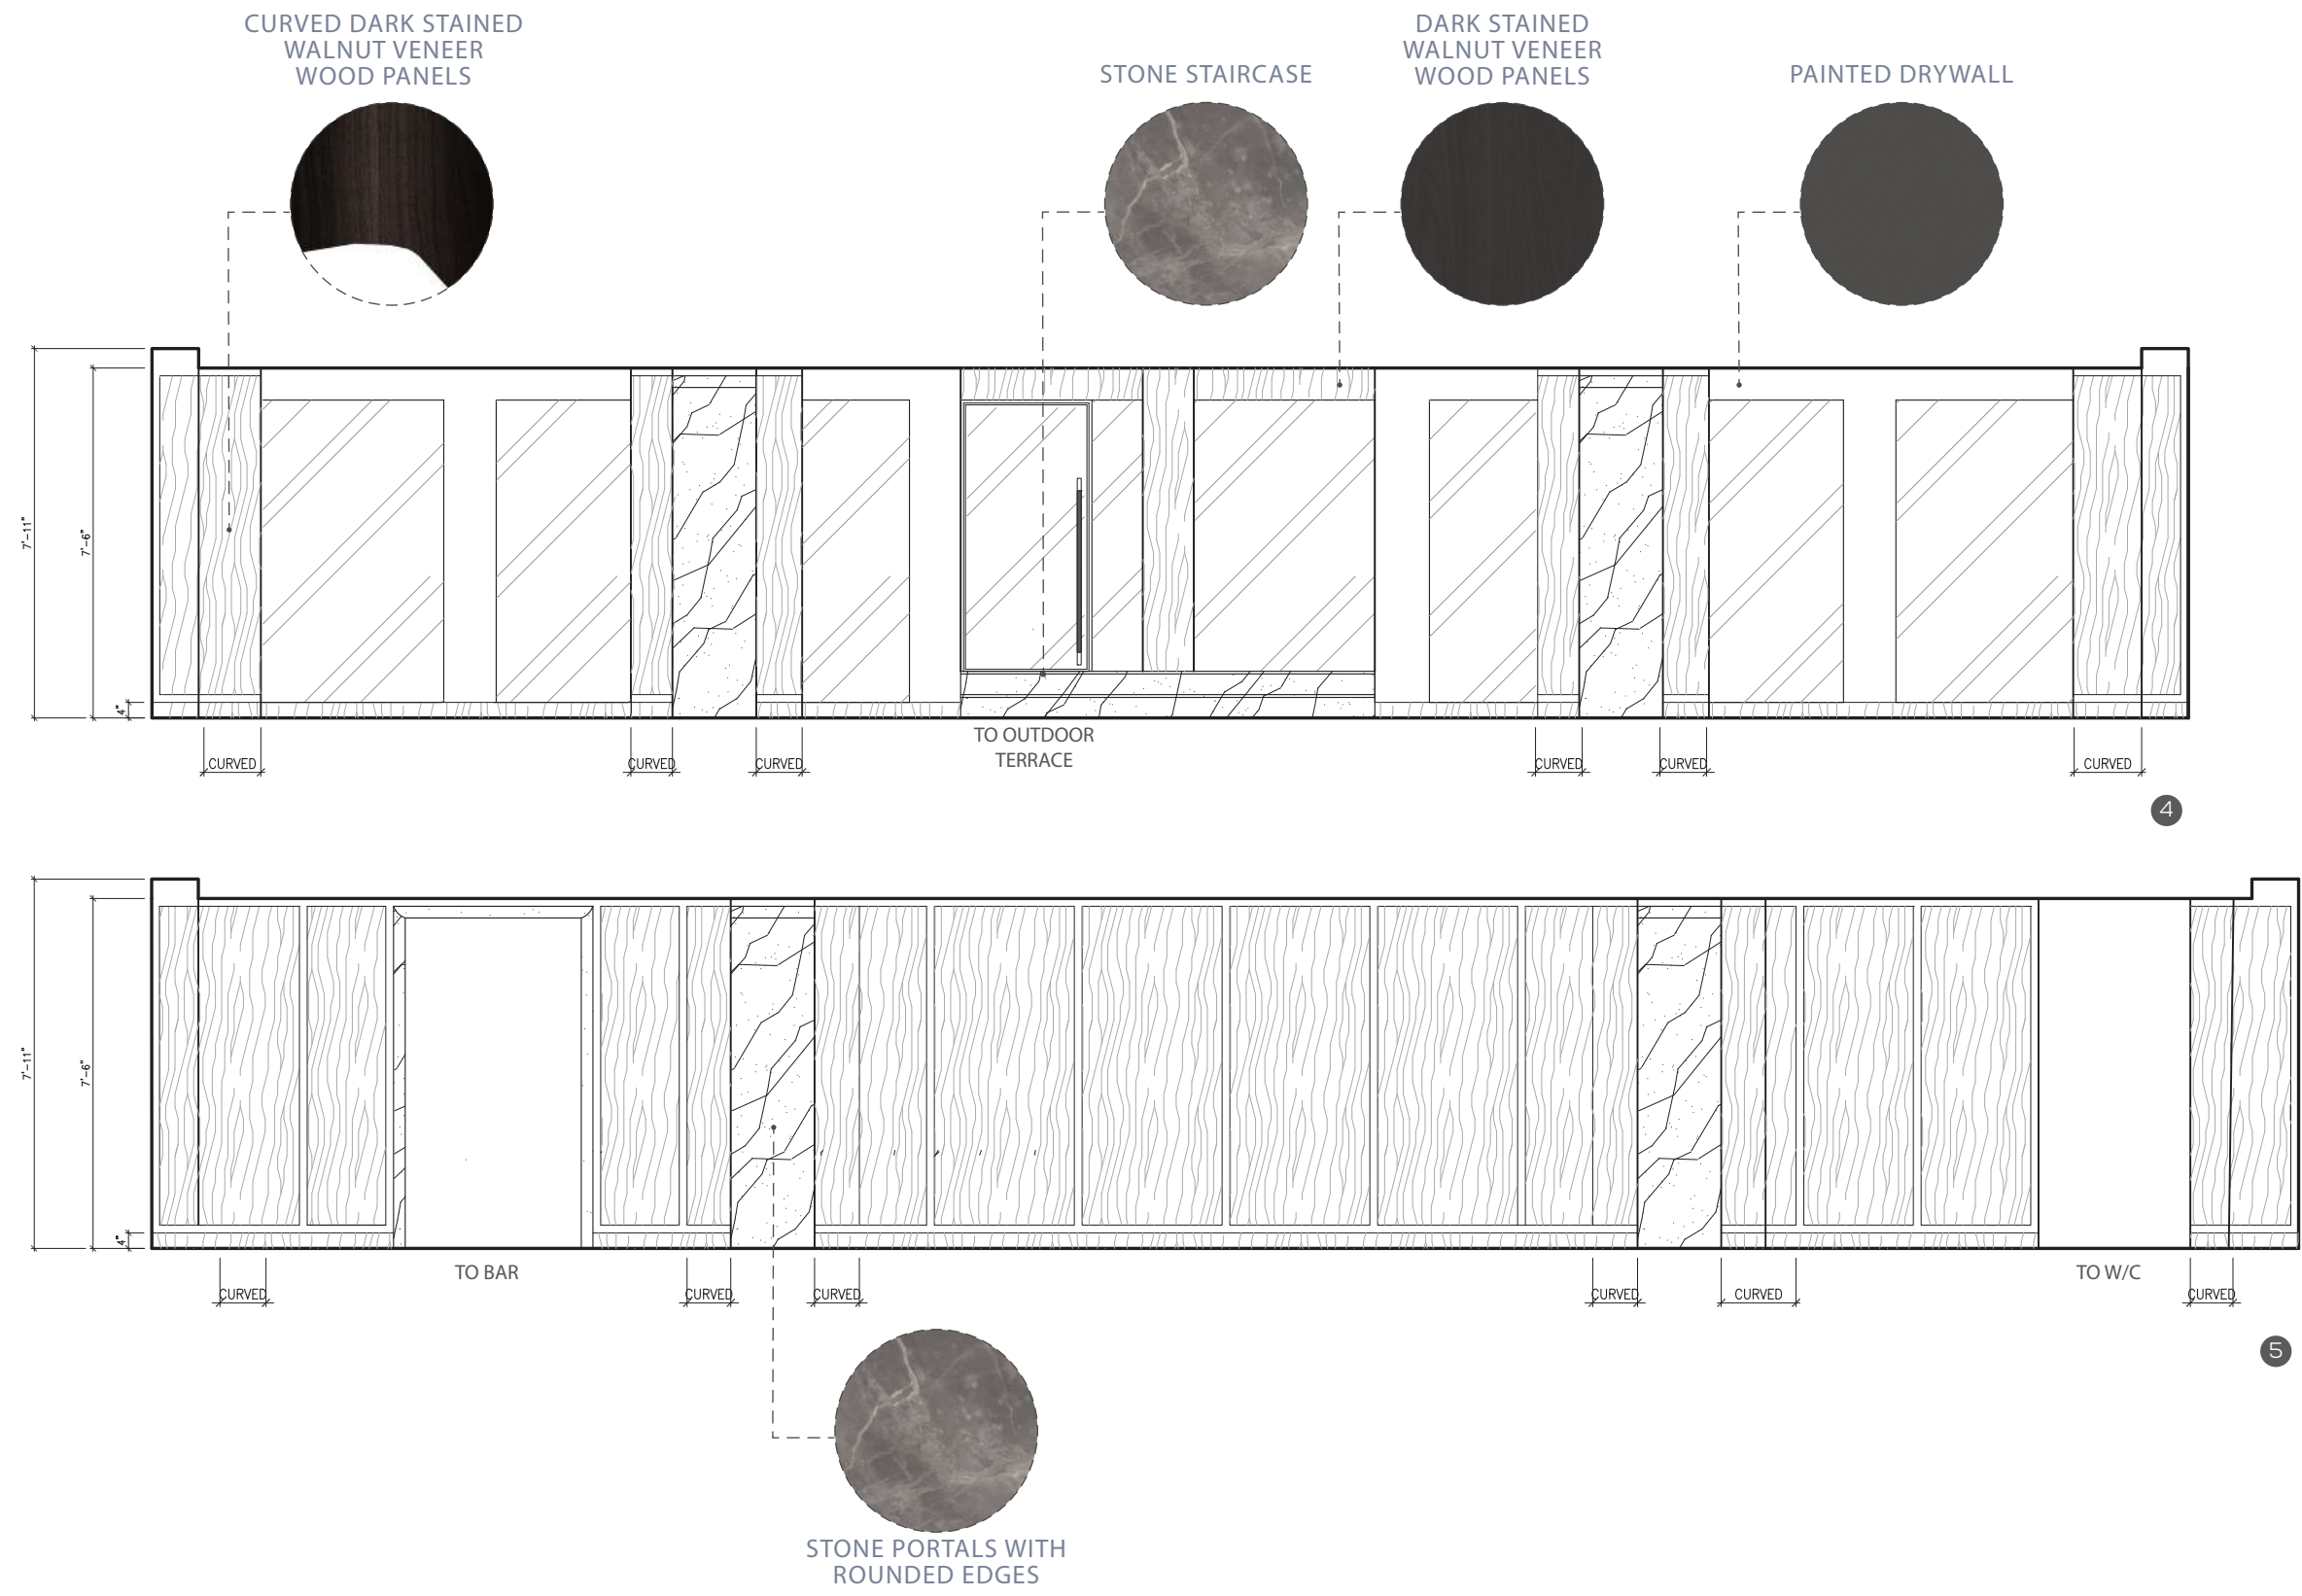 CURVED DARK STAINED
WALNUT VENEER
WOOD PANELS
STONE STAIRCASE
DARK STAINED
WALNUT VENEER
WOOD PANELS
PAINTED DRYWALL
7'-11"
7'-6"
4"
TO OUTDOOR
TERRACE
CURVED
CURVED
CURVED
CURVED
CURVED
CURVED
4
7'-11"
7'-6"
4"
TO BAR
TO W/C
CURVED
CURVED
CURVED
CURVED
CURVED
CURVED
5
STONE PORTALS WITH
ROUNDED EDGES